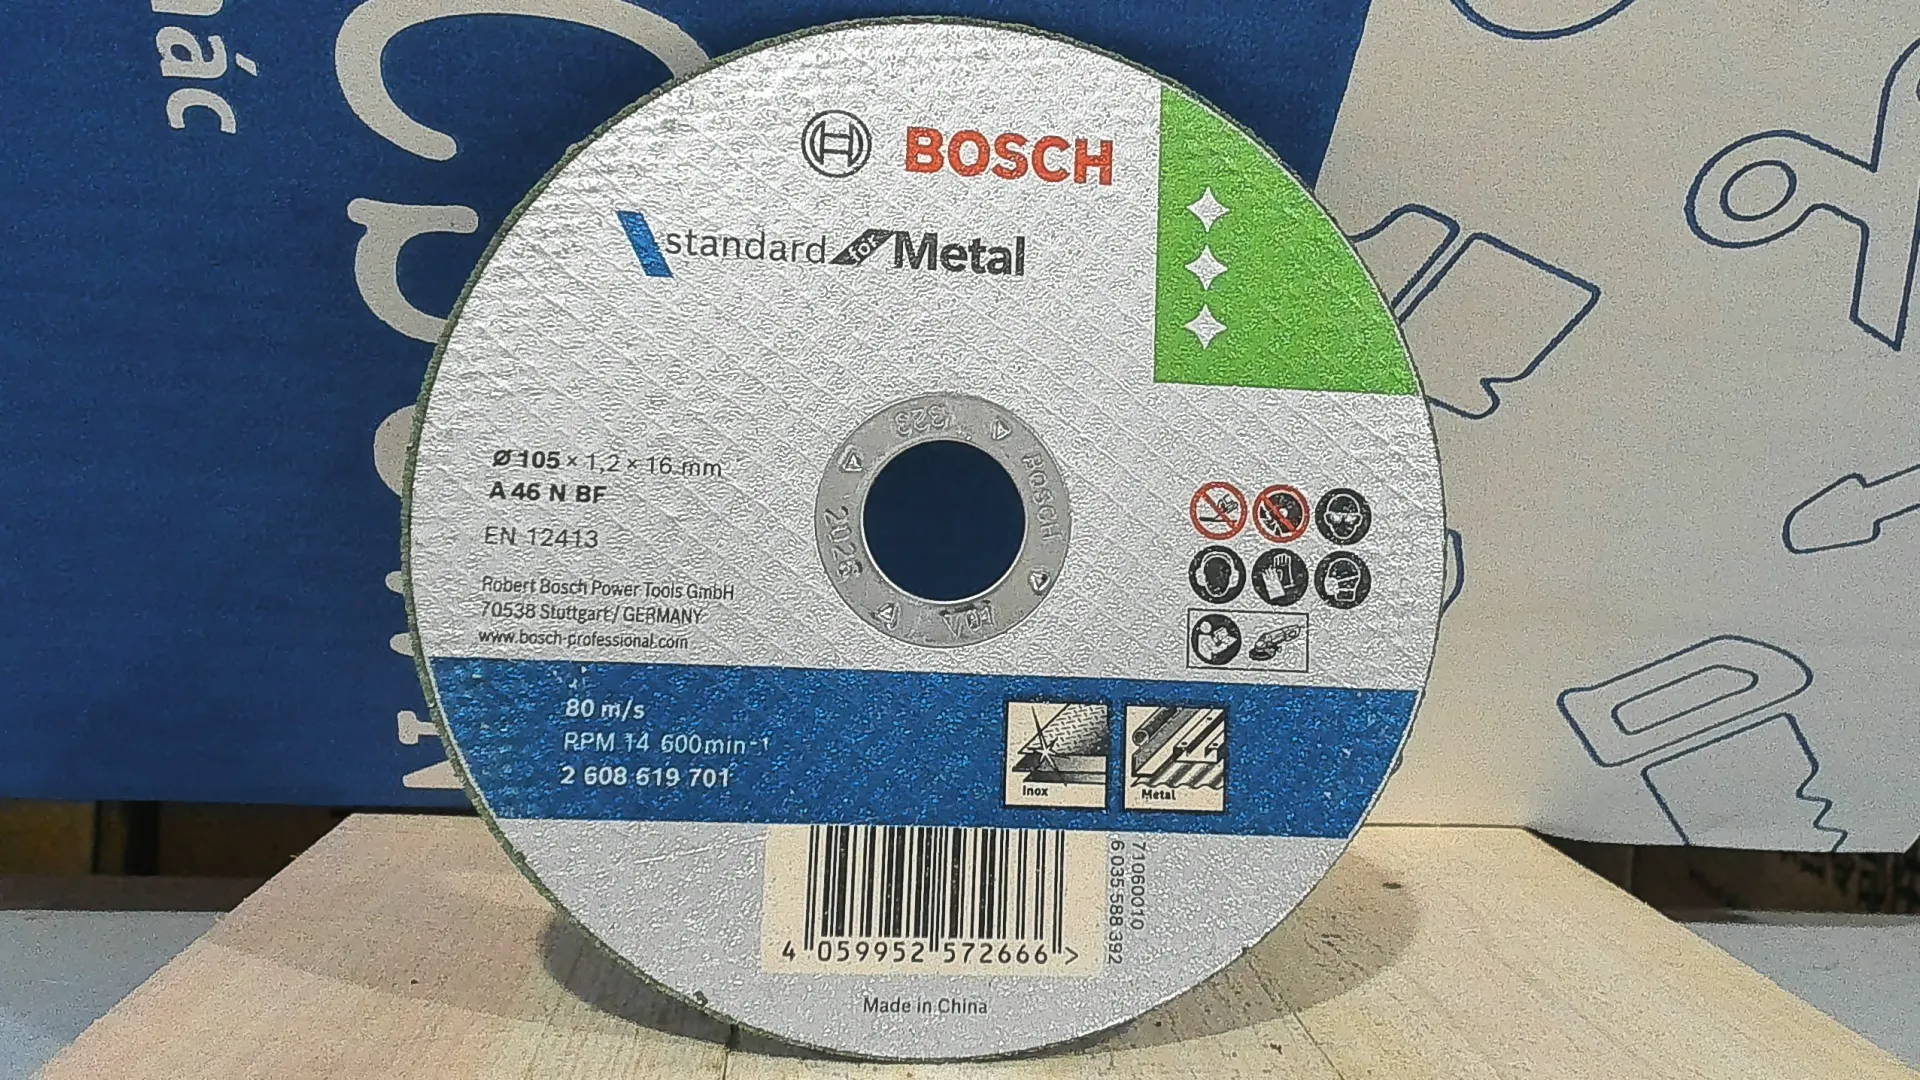 ác
BOSCH
standard for Metal
Ø 105 × 1,2 × 16 mm
A 46 N BF
EN 12413
Robert Bosch Power Tools GmbH
70538 Stuttgart / GERMANY
www.bosch-professional.com
BOSCH
2026
80 m/s
RPM 14 600min-1
2 608 619 701
Inox
Metal
4 059952 572666 >
71060010
6 035 588 392
Made in China